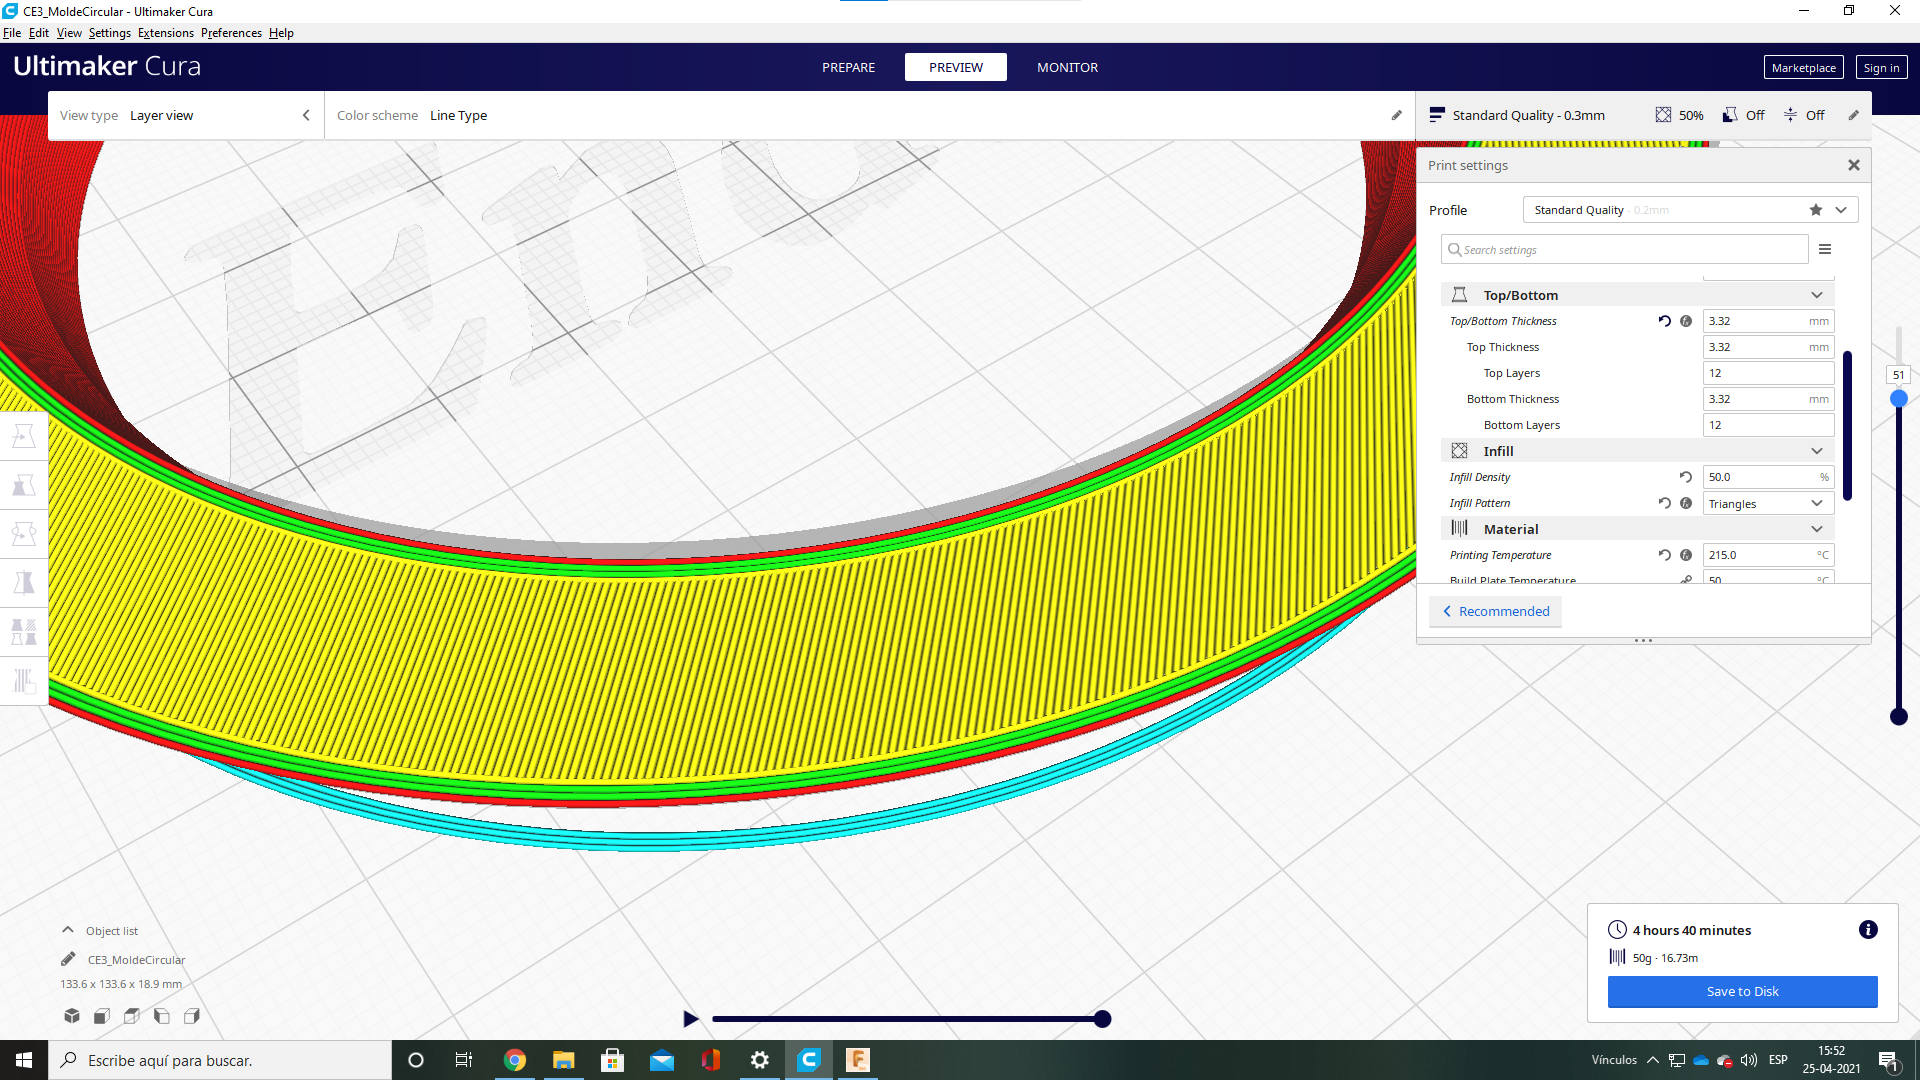 CE3_MoldeCircular - Ultimaker Cura
File Edit View Settings Extensions Preferences Help
Ultimaker Cura
PREPARE
PREVIEW
MONITOR
Marketplace
Sign in
View type Layer view
Color scheme Line Type
Standard Quality - 0.3mm
50%
Off
Off
Print settings
Profile
Standard Quality - 0.2mm
Search settings
Top/Bottom
Top/Bottom Thickness 3.32 mm
Top Thickness 3.32 mm
Top Layers 12
Bottom Thickness 3.32 mm
Bottom Layers 12
Infill
Infill Density 50.0 %
Infill Pattern Triangles
Material
Printing Temperature 215.0 °C
Build Plate Temperature 50 °C
Recommended
51
Object list
CE3_MoldeCircular
133.6 x 133.6 x 18.9 mm
4 hours 40 minutes
50g · 16.73m
Save to Disk
Escribe aquí para buscar.
Vínculos
ESP
15:52
25-04-2021
1